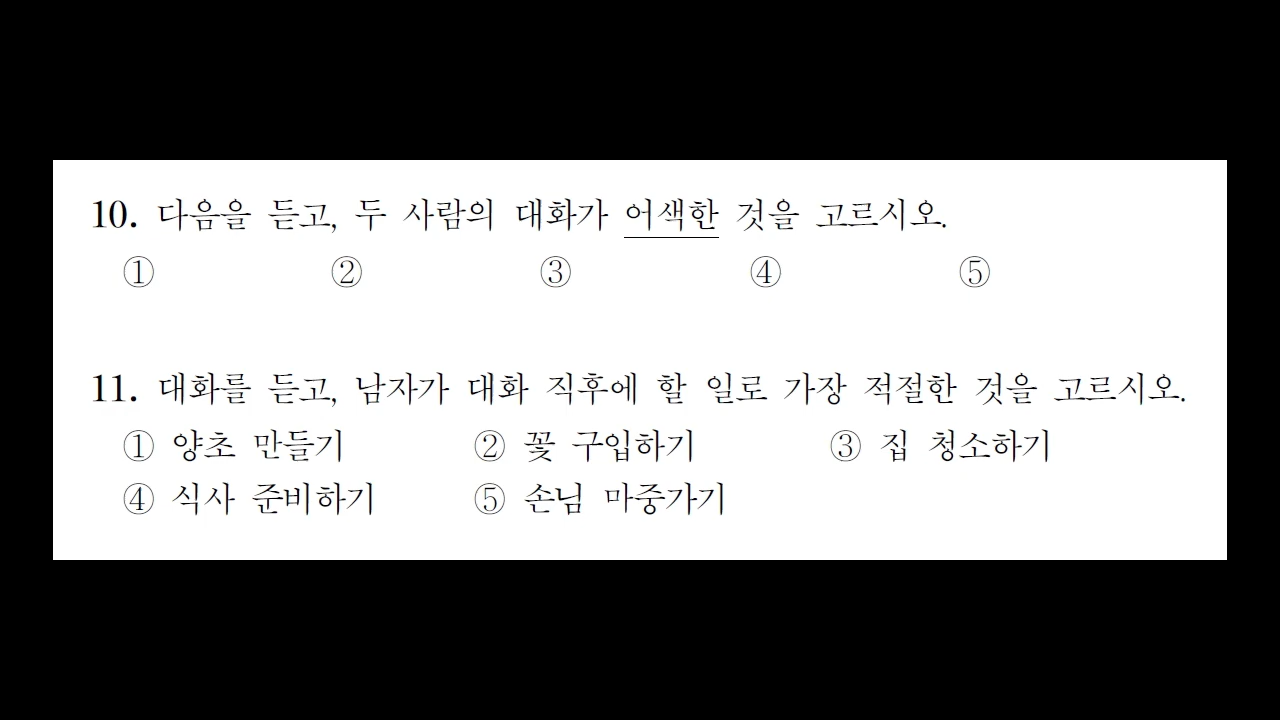 10. 다음을 듣고, 두 사람의 대화가 어색한 것을 고르시오.
① ② ③ ④ ⑤
11. 대화를 듣고, 남자가 대화 직후에 할 일로 가장 적절한 것을 고르시오.
① 양초 만들기 ② 꽃 구입하기 ③ 집 청소하기
④ 식사 준비하기 ⑤ 손님 마중가기